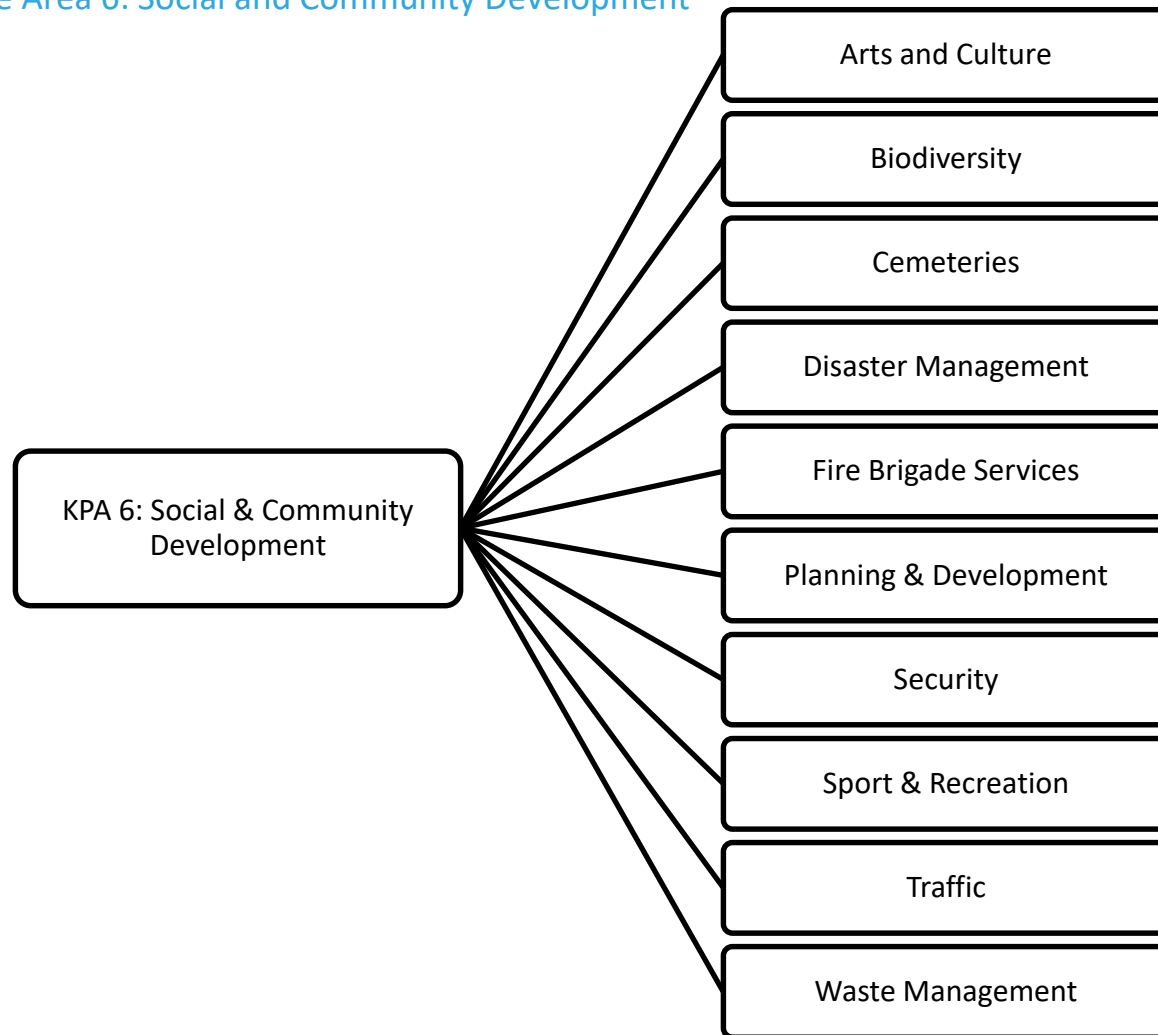 Area 6: Social and Community Development
Arts and Culture
Biodiversity
Cemeteries
Disaster Management
Fire Brigade Services
KPA 6: Social & Community
Development
Planning & Development
Security
Sport & Recreation
Traffic
Waste Management